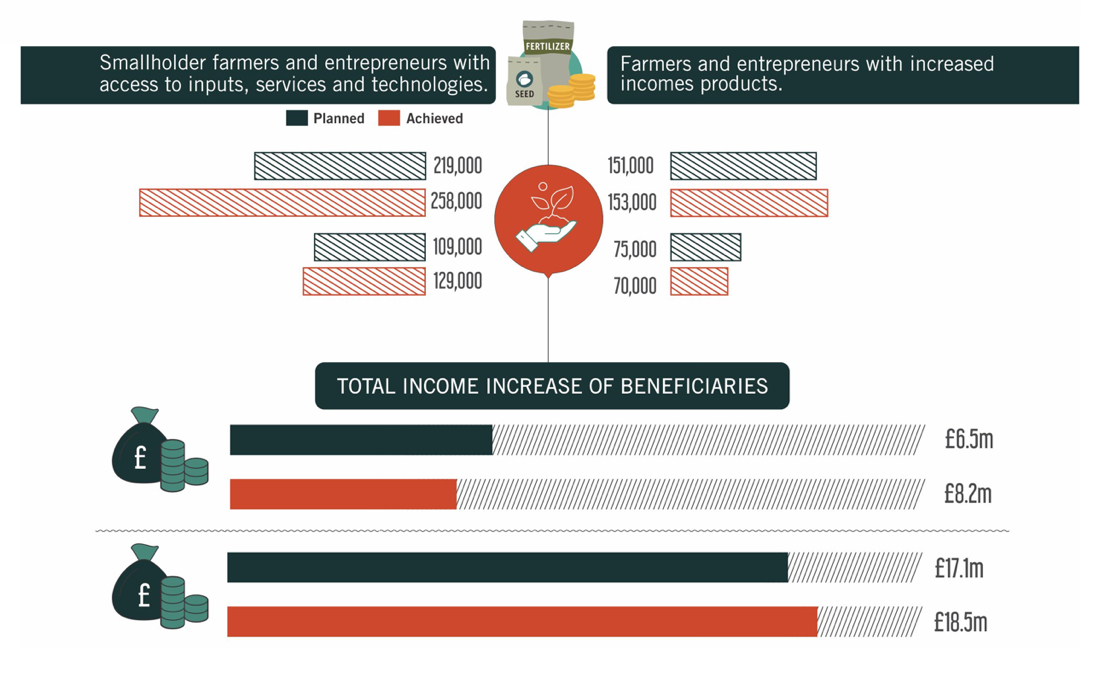 Smallholder farmers and entrepreneurs with
access to inputs, services and technologies.
FERTILIZER
SEED
Farmers and entrepreneurs with increased
incomes products.
Planned
Achieved
219,000
258,000
109,000
129,000
151,000
153,000
75,000
70,000
TOTAL INCOME INCREASE OF BENEFICIARIES
£
£6.5m
£8.2m
£
£17.1m
£18.5m